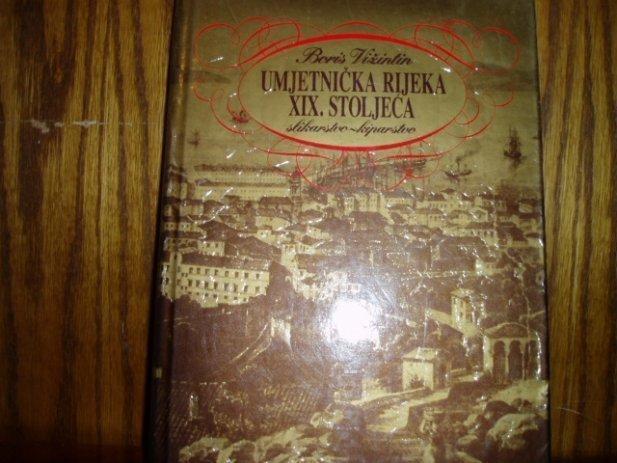 Boris Vižintin
UMJETNIČKA RIJEKA
XIX. STOLJEĆA
slikarstvo~kiparstvo